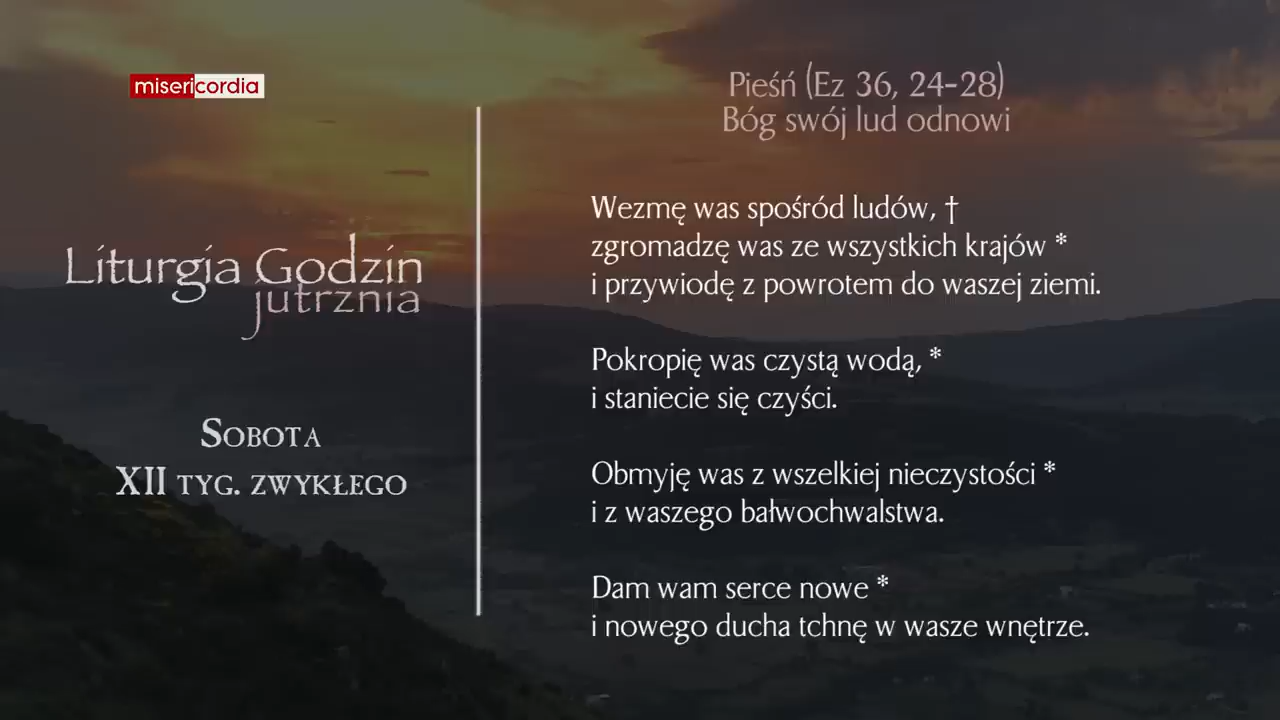 misericordia
Liturgia Godzin
jutrznia
Sobota
XII tyg. zwykłego
Pieśń (Ez 36, 24-28)
Bóg swój lud odnowi
Wezmę was spośród ludów, †
zgromadzę was ze wszystkich krajów *
i przywiodę z powrotem do waszej ziemi.
Pokropię was czystą wodą, *
i staniecie się czyści.
Obmyję was z wszelkiej nieczystości *
i z waszego bałwochwalstwa.
Dam wam serce nowe *
i nowego ducha tchnę w wasze wnętrze.